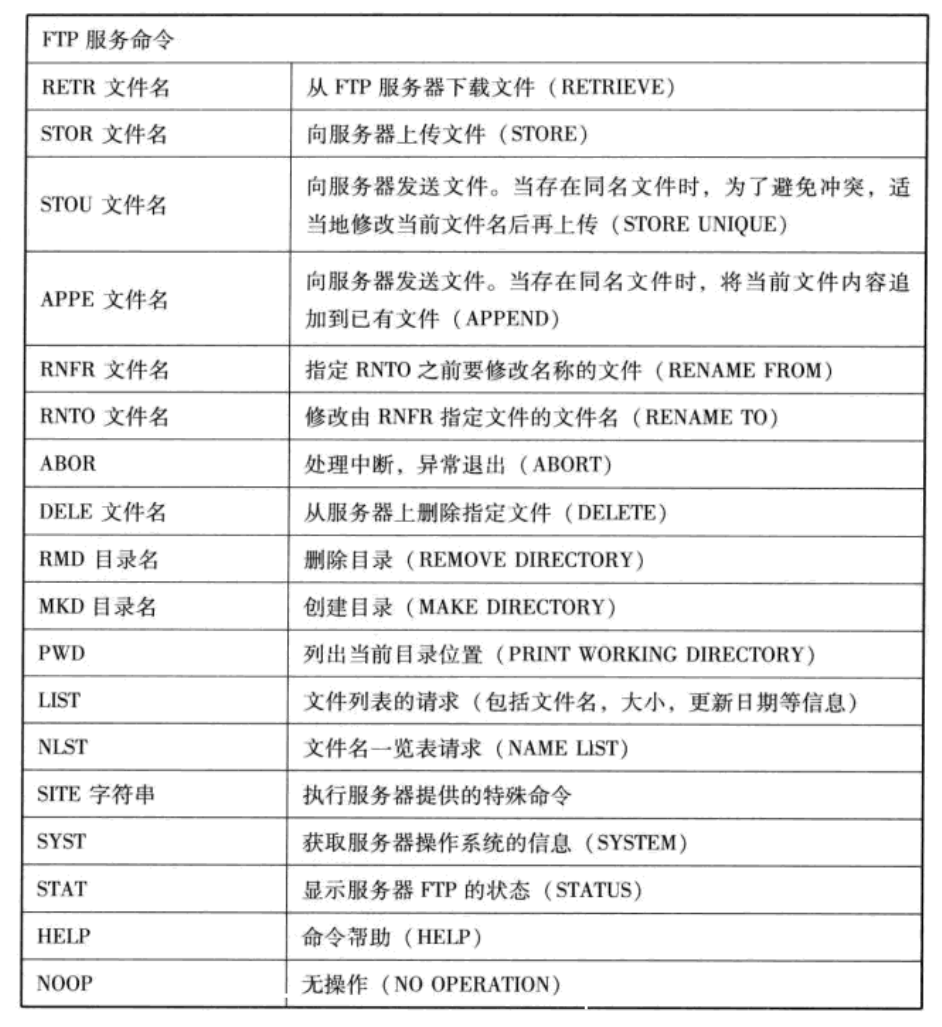 FTP 服务命令
RETR 文件名 从 FTP 服务器下载文件（RETRIEVE）
STOR 文件名 向服务器上传文件（STORE）
STOU 文件名 向服务器发送文件。当存在同名文件时，为了避免冲突，适
当地修改当前文件名后再上传（STORE UNIQUE）
APPE 文件名 向服务器发送文件。当存在同名文件时，将当前文件内容追
加到已有文件（APPEND）
RNFR 文件名 指定 RNTO 之前要修改名称的文件（RENAME FROM）
RNTO 文件名 修改由 RNFR 指定文件的文件名（RENAME TO）
ABOR 处理中断，异常退出（ABORT）
DELE 文件名 从服务器上删除指定文件（DELETE）
RMD 目录名 删除目录（REMOVE DIRECTORY）
MKD 目录名 创建目录（MAKE DIRECTORY）
PWD 列出当前目录位置（PRINT WORKING DIRECTORY）
LIST 文件列表的请求（包括文件名，大小，更新日期等信息）
NLST 文件名一览表请求（NAME LIST）
SITE 字符串 执行服务器提供的特殊命令
SYST 获取服务器操作系统的信息（SYSTEM）
STAT 显示服务器 FTP 的状态（STATUS）
HELP 命令帮助（HELP）
NOOP 无操作（NO OPERATION）